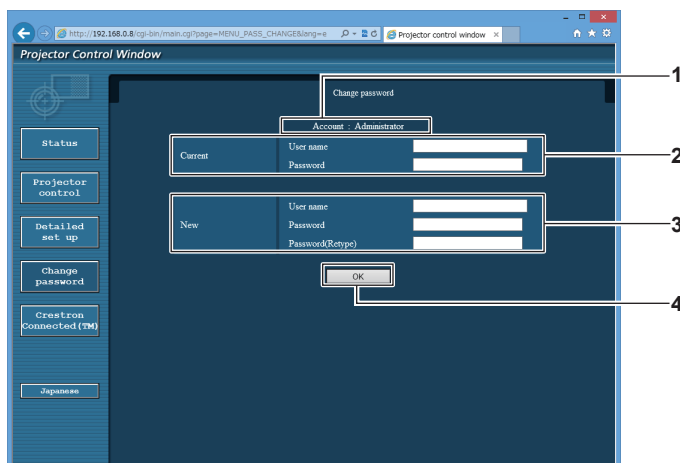 http://192.168.0.8/cgi-bin/main.cgi?page=MENU_PASS_CHANGE&lang=e
Projector control window
Projector Control Window
Change password
1
Account : Administrator
Status
Current
User name
Password
2
Projector
control
New
User name
Password
Password(Retype)
3
Detailed
set up
Change
password
OK
4
Crestron
Connected(TM)
Japanese